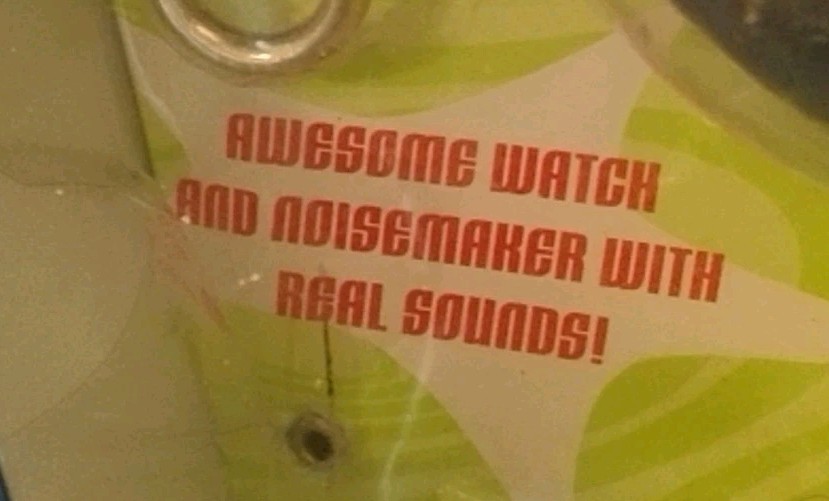 AWESOME WATCH
AND NOISEMAKER WITH
REAL SOUNDS!